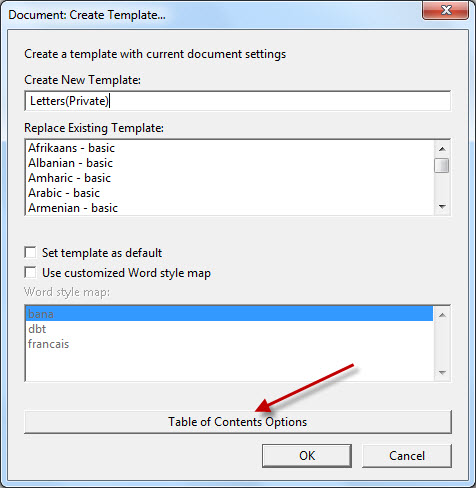 Document: Create Template...
Create a template with current document settings
Create New Template:
Letters(Private)
Replace Existing Template:
Afrikaans - basic
Albanian - basic
Amharic - basic
Arabic - basic
Armenian - basic
Set template as default
Use customized Word style map
Word style map:
bana
dbt
francais
Table of Contents Options
OK Cancel